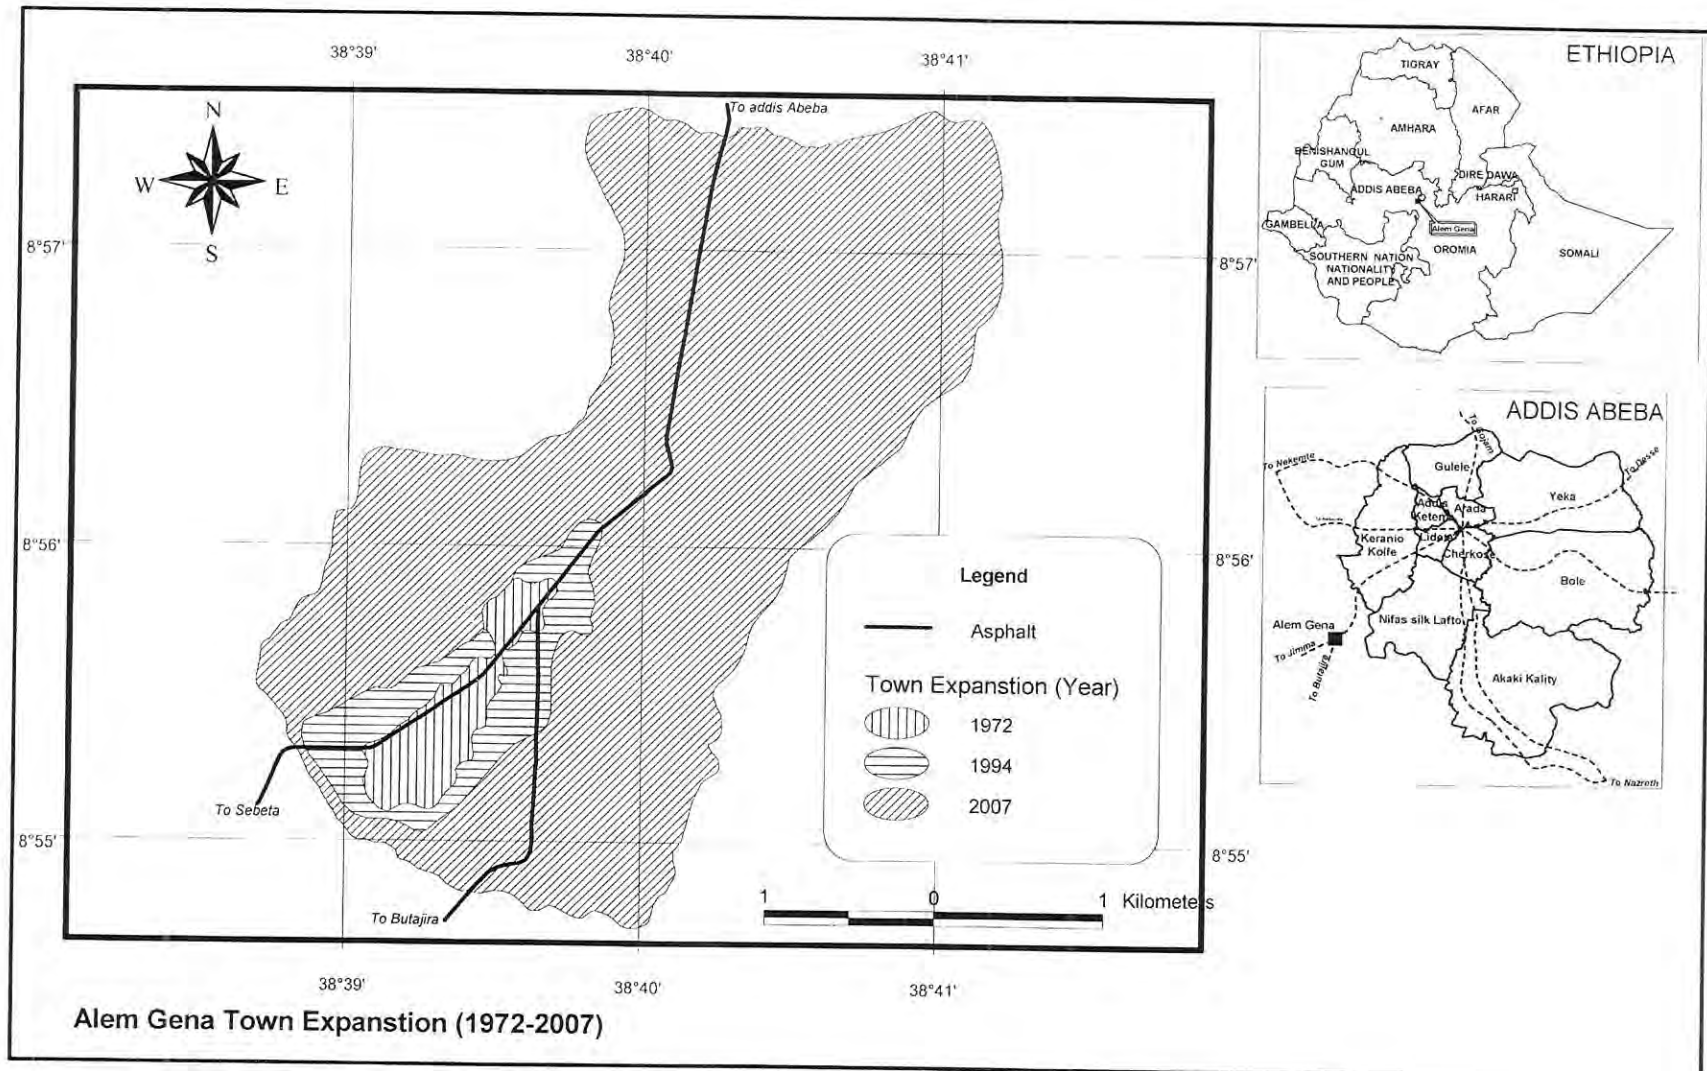 38°39'
38°40'
38°41'
To addis Abeba
N
W
E
S
8°57'
8°57'
8°56'
8°56'
8°55'
8°55'
To Sebeta
To Butajira
Legend
Asphalt
Town Expanstion (Year)
1972
1994
2007
1
0
1
Kilometers
38°39'
38°40'
38°41'
Alem Gena Town Expanstion (1972-2007)
ETHIOPIA
TIGRAY
AFAR
AMHARA
BENISHANGUL
GUM
DIRE DAWA
ADDIS ABEBA
HARARI
GAMBELLA
Alem Gena
OROMIA
SOMALI
SOUTHERN NATION
NATIONALITY
AND PEOPLE
ADDIS ABEBA
To Gojam
To Nekemte
To Desse
Gulele
Yeka
Addis
Ketema
Arada
Keranio
Kolfe
Lideta
Cherkose
Bole
Nifas silk Lafto
Alem Gena
To Jimma
To Butajira
Akaki Kality
To Nazreth